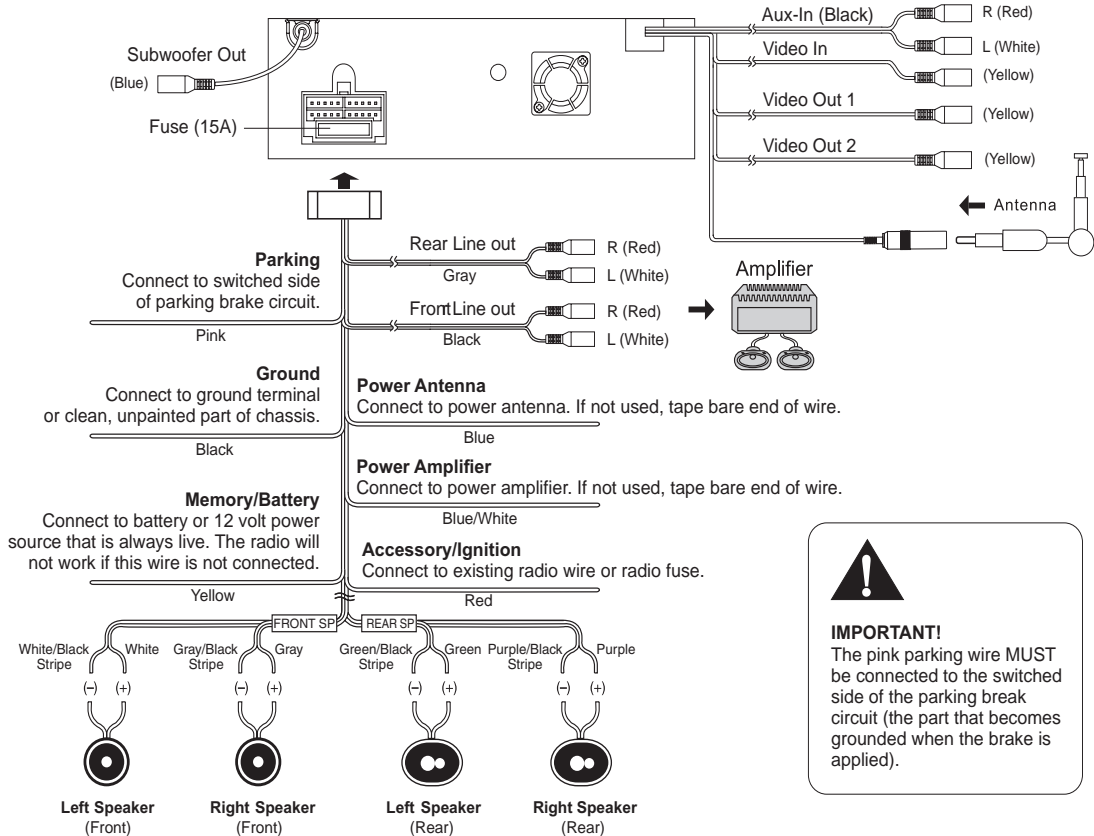 Aux-In (Black)
R (Red)
L (White)
Video In
(Yellow)
Video Out 1
(Yellow)
Video Out 2
(Yellow)
Antenna
Subwoofer Out
(Blue)
Fuse (15A)
Rear Line out
Gray
R (Red)
L (White)
Front Line out
Black
R (Red)
L (White)
Amplifier
Parking
Connect to switched side
of parking brake circuit.
Pink
Ground
Connect to ground terminal
or clean, unpainted part of chassis.
Black
Memory/Battery
Connect to battery or 12 volt power
source that is always live. The radio will
not work if this wire is not connected.
Yellow
Power Antenna
Connect to power antenna. If not used, tape bare end of wire.
Blue
Power Amplifier
Connect to power amplifier. If not used, tape bare end of wire.
Blue/White
Accessory/Ignition
Connect to existing radio wire or radio fuse.
Red
FRONT SP
REAR SP
White/Black
Stripe
White
Gray/Black
Stripe
Gray
Green/Black
Stripe
Green
Purple/Black
Stripe
Purple
(-) (+)
(-) (+)
(-) (+)
(-) (+)
Left Speaker
(Front)
Right Speaker
(Front)
Left Speaker
(Rear)
Right Speaker
(Rear)
!
IMPORTANT!
The pink parking wire MUST
be connected to the switched
side of the parking break
circuit (the part that becomes
grounded when the brake is
applied).